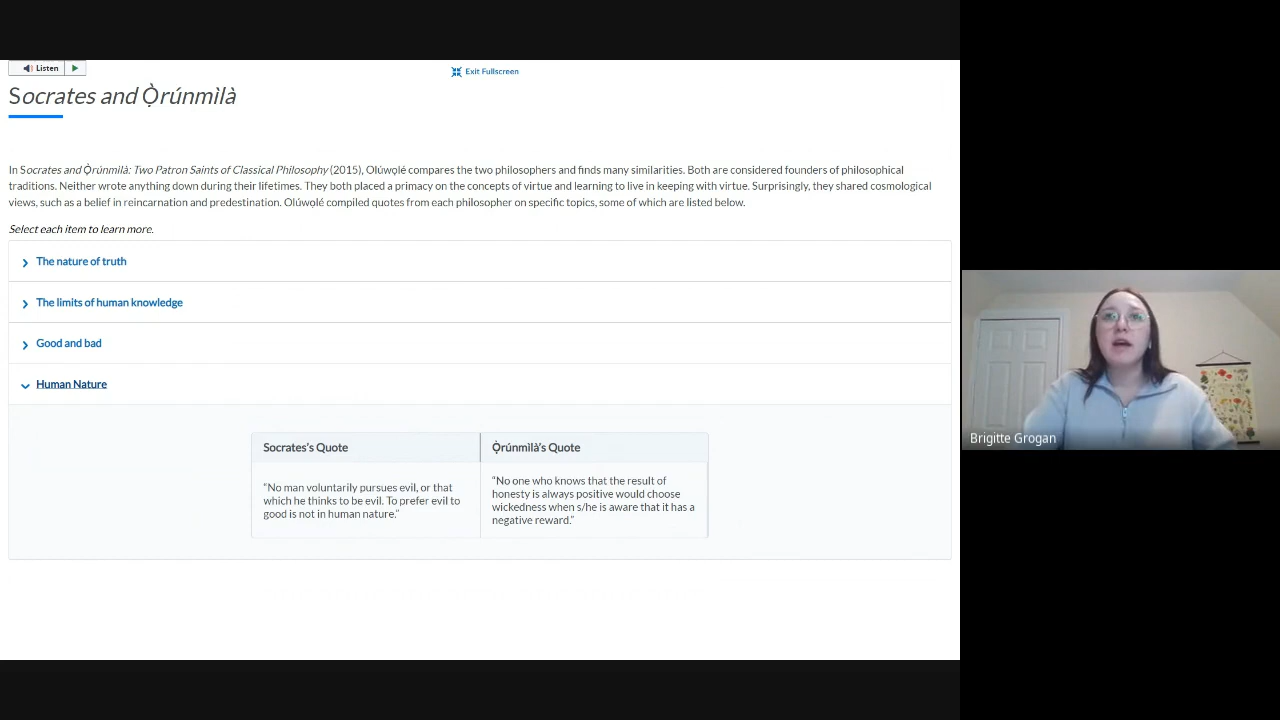 Listen
Exit Fullscreen
Socrates and Ọ̀rúnmìlà
In Socrates and Ọ̀rúnmìlà: Two Patron Saints of Classical Philosophy (2015), Olúwọlé compares the two philosophers and finds many similarities. Both are considered founders of philosophical
traditions. Neither wrote anything down during their lifetimes. They both placed a primacy on the concepts of virtue and learning to live in keeping with virtue. Surprisingly, they shared cosmological
views, such as a belief in reincarnation and predestination. Olúwọlé compiled quotes from each philosopher on specific topics, some of which are listed below.
Select each item to learn more.
The nature of truth
The limits of human knowledge
Good and bad
Human Nature
Socrates's Quote
"No man voluntarily pursues evil, or that
which he thinks to be evil. To prefer evil to
good is not in human nature."
Ọ̀rúnmìlà's Quote
"No one who knows that the result of
honesty is always positive would choose
wickedness when s/he is aware that it has a
negative reward."
Brigitte Grogan